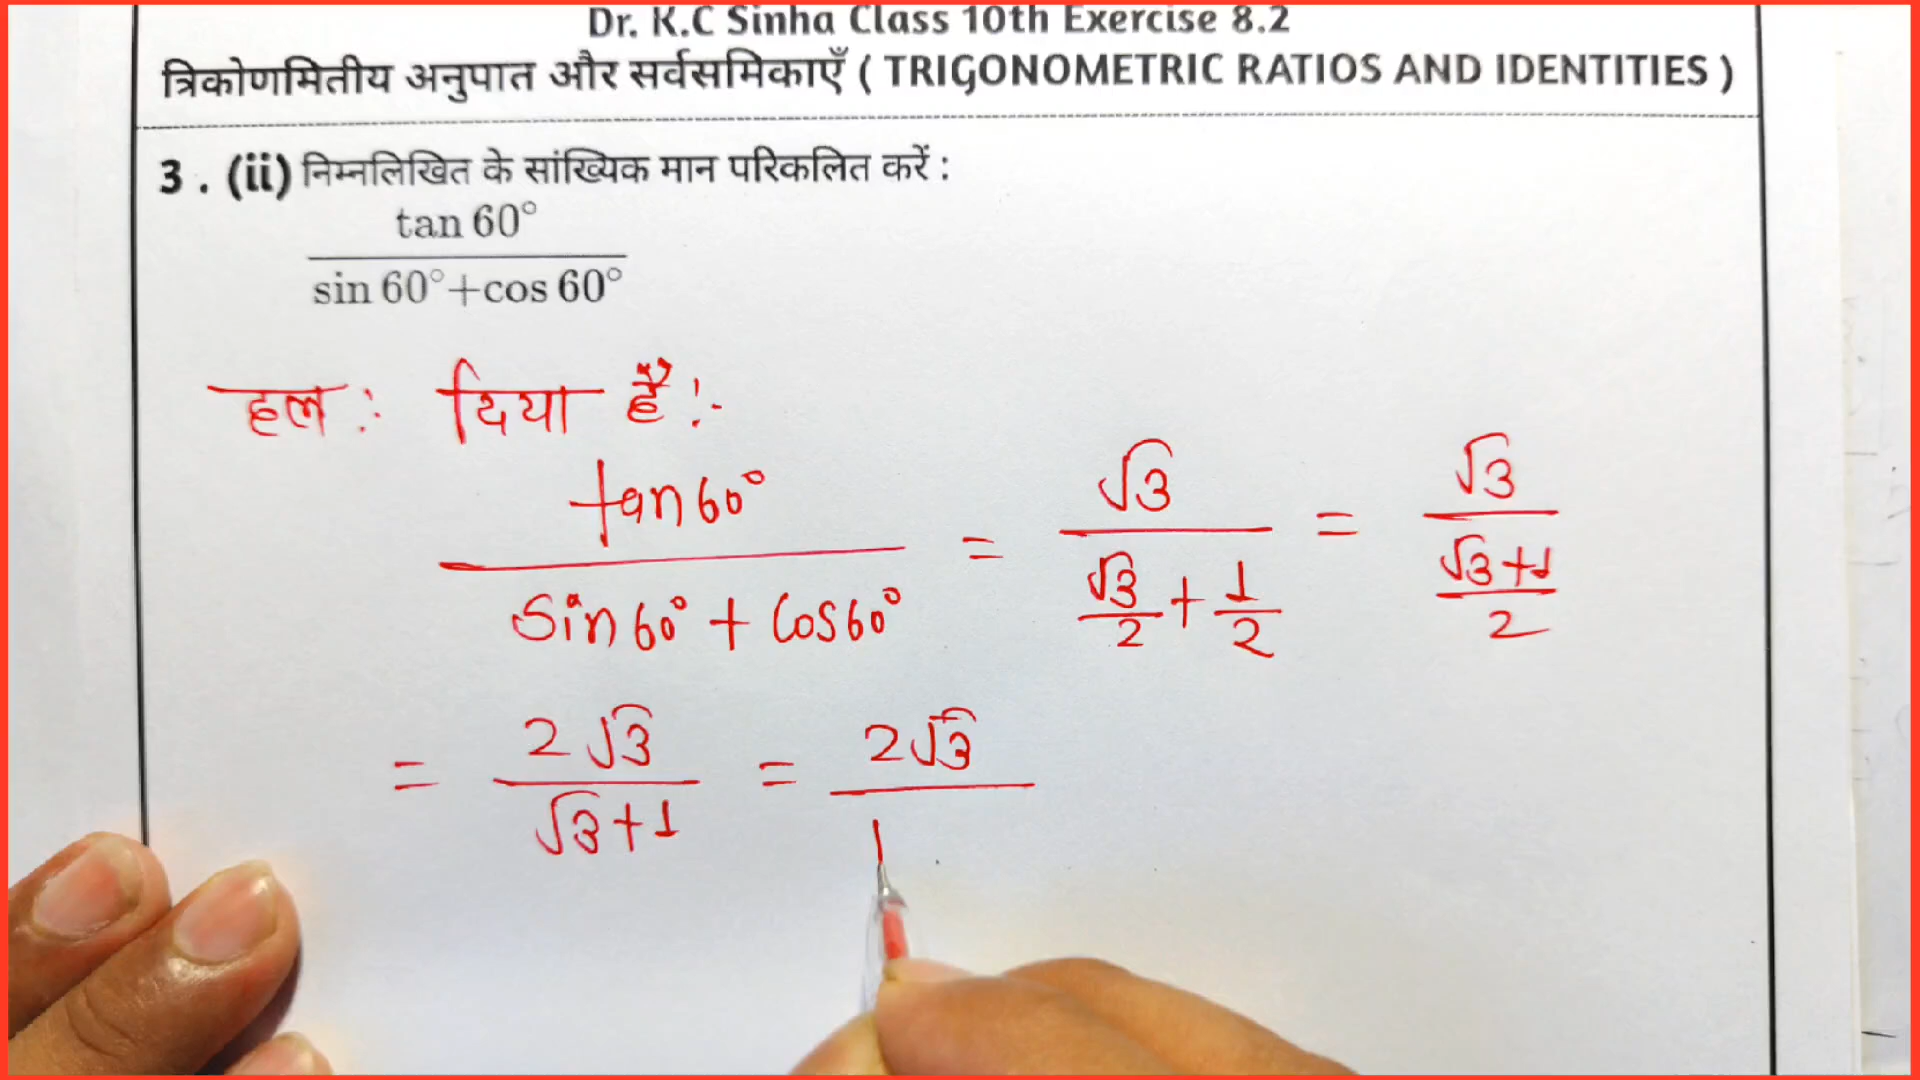 Dr. K.C Sinha Class 10th Exercise 8.2
त्रिकोणमितीय अनुपात और सर्वसमिकाएँ ( TRIGONOMETRIC RATIOS AND IDENTITIES )
3 . (ii) निम्नलिखित के सांख्यिक मान परिकलित करें :
tan 60°
sin 60°+cos 60°
हल : दिया है :-
tan 60° / (sin 60° + cos 60°) = √3 / (√3/2 + 1/2) = √3 / ((√3+1)/2)
= 2√3 / (√3+1) = 2√3 / 1